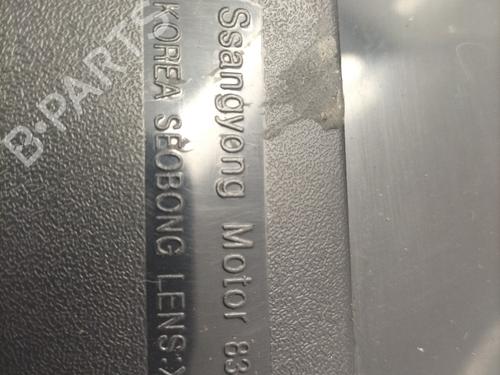 Ssangyong Motor 83
KOREA SEOBONG LENS:
B-PARTS